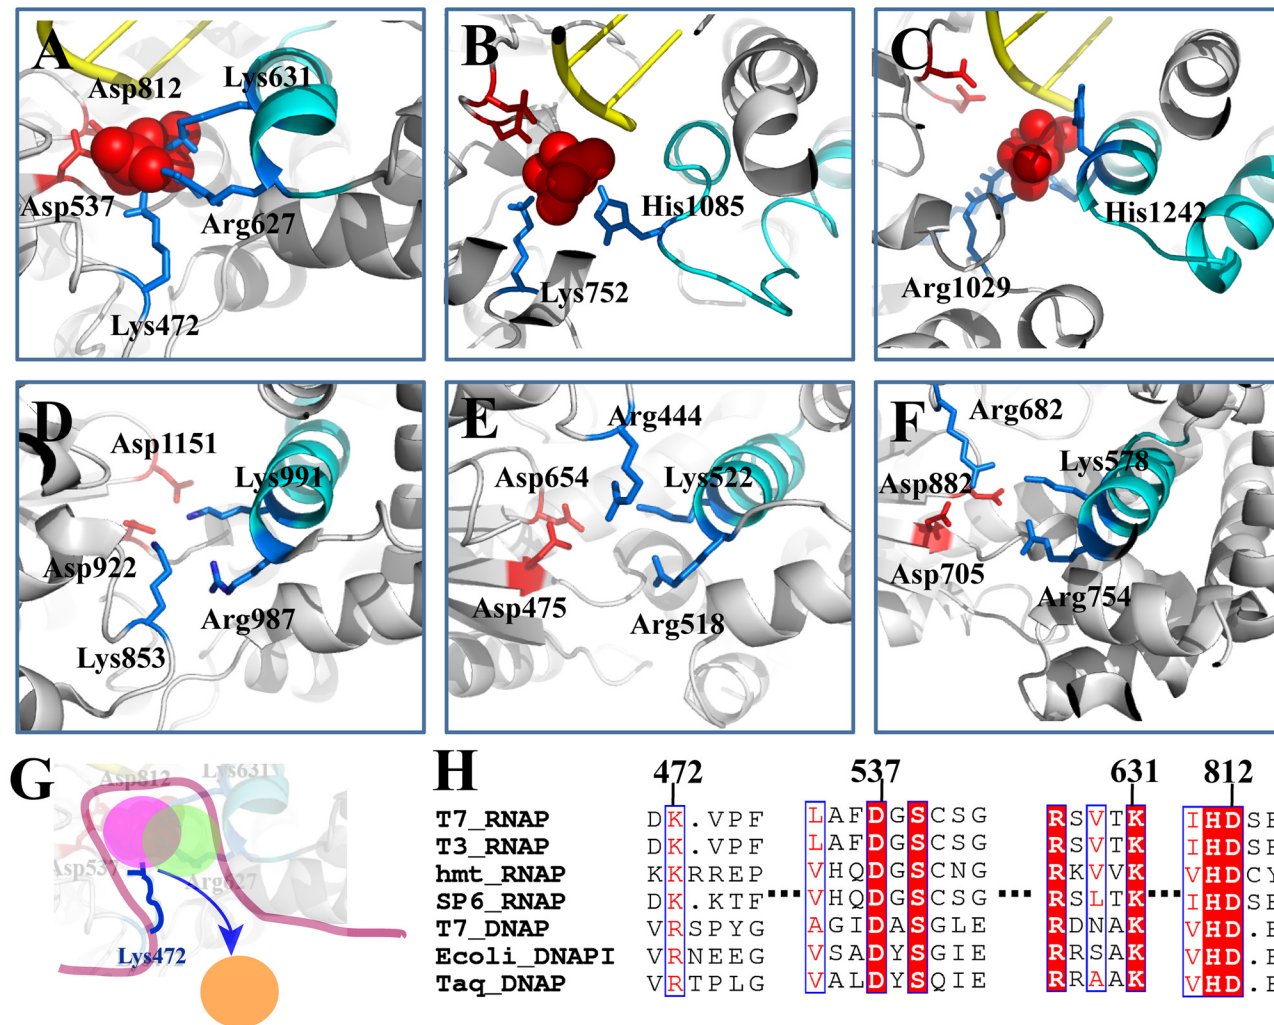 A
Asp812
Lys631
Asp537
Arg627
Lys472
B
His1085
Lys752
C
His1242
Arg1029
D
Asp1151
Lys991
Asp922
Arg987
Lys853
E
Arg444
Asp654
Lys522
Asp475
Arg518
F
Arg682
Lys578
Asp882
Asp705
Arg754
G
Asp812
Lys631
Asp537
Arg627
Lys472
H
472 537 631 812
T7_RNAP DK.VPF LAFDGSCSG RSVTK IHDS
T3_RNAP DK.VPF LAFDGSCSG RSVTK IHDS
hmt_RNAP KKRREP VHQDGSCNG RKVVK VHDCY
SP6_RNAP DK.KTF VHQDGSCSG RSLTK IHDS
T7_DNAP VRSPYG AGIDASGLE RDNAK VHD.
Ecoli_DNAPI VRNEEG VSADYSGIE RRSAK VHD.
Taq_DNAP VRTPLG VALDYSQIE RRAAK VHD.